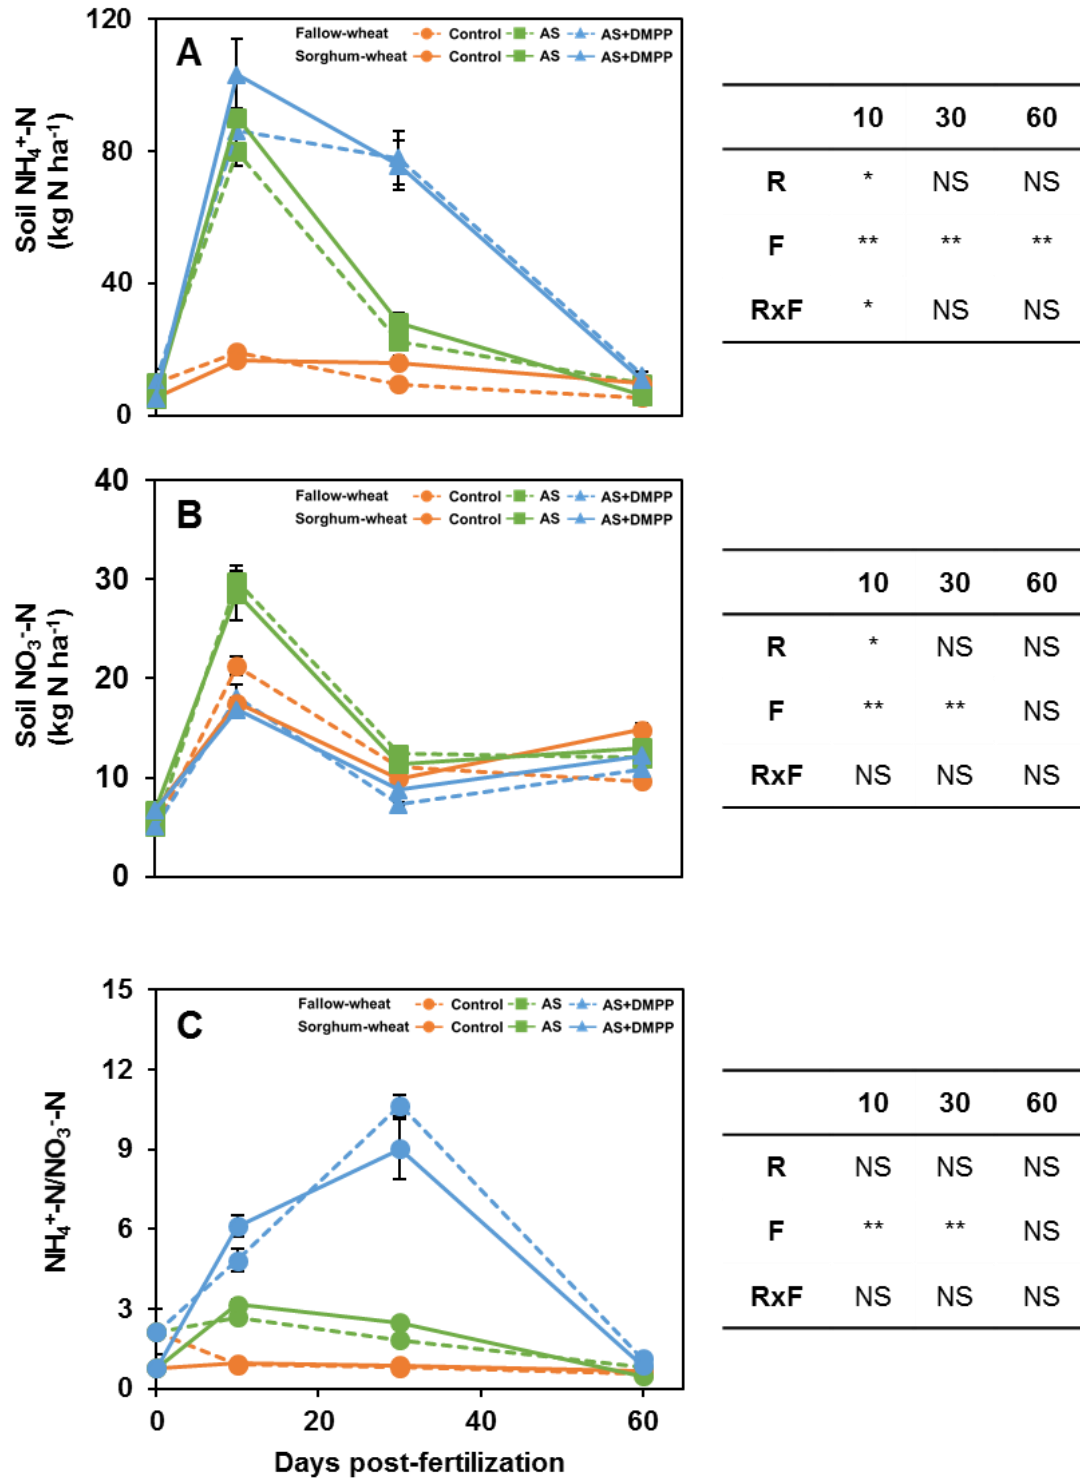 120
80
40
0
Soil NH₄⁺-N
(kg N ha⁻¹)
A
Fallow-wheat Control AS AS+DMPP
Sorghum-wheat Control AS AS+DMPP
10 30 60
R * NS NS
F ** ** **
RxF * NS NS
40
30
20
10
0
Soil NO₃⁻-N
(kg N ha⁻¹)
B
Fallow-wheat Control AS AS+DMPP
Sorghum-wheat Control AS AS+DMPP
10 30 60
R * NS NS
F ** ** NS
RxF NS NS NS
15
12
9
6
3
0
NH₄⁺-N/NO₃⁻-N
C
Fallow-wheat Control AS AS+DMPP
Sorghum-wheat Control AS AS+DMPP
0 20 40 60
Days post-fertilization
10 30 60
R NS NS NS
F ** ** NS
RxF NS NS NS